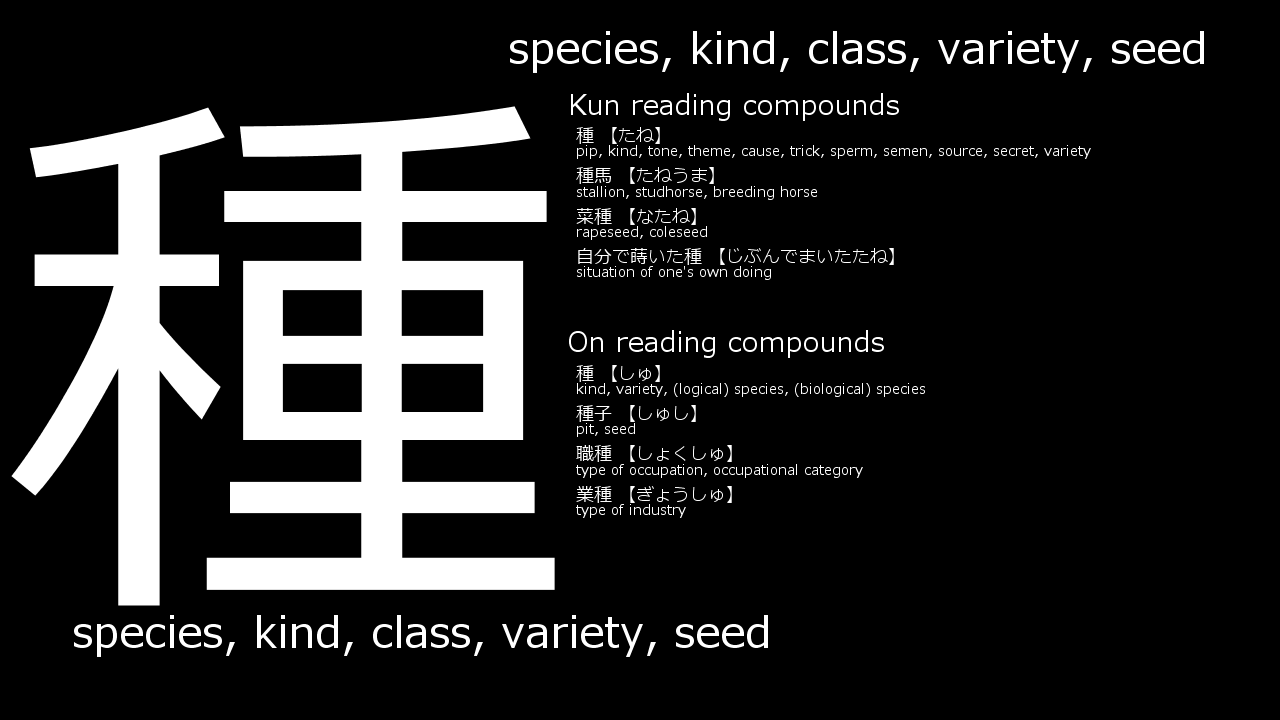 species, kind, class, variety, seed
種
Kun reading compounds
種 【たね】
pip, kind, tone, theme, cause, trick, sperm, semen, source, secret, variety
種馬 【たねうま】
stallion, studhorse, breeding horse
菜種 【なたね】
rapeseed, coleseed
自分で蒔いた種 【じぶんでまいたたね】
situation of one's own doing
On reading compounds
種 【しゅ】
kind, variety, (logical) species, (biological) species
種子 【しゅし】
pit, seed
職種 【しょくしゅ】
type of occupation, occupational category
業種 【ぎょうしゅ】
type of industry
species, kind, class, variety, seed